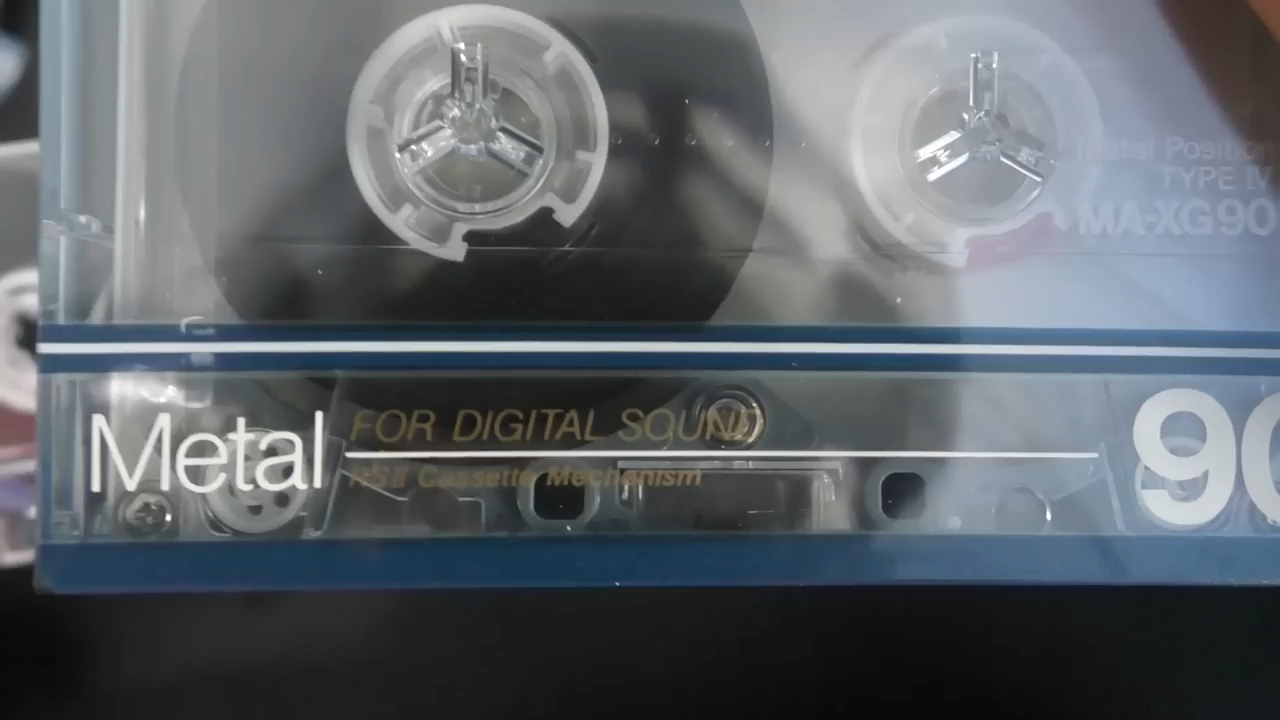 Metal Position
TYPE IV
MA-XG90
Metal
FOR DIGITAL SOUND
RSII Cassette Mechanism
90